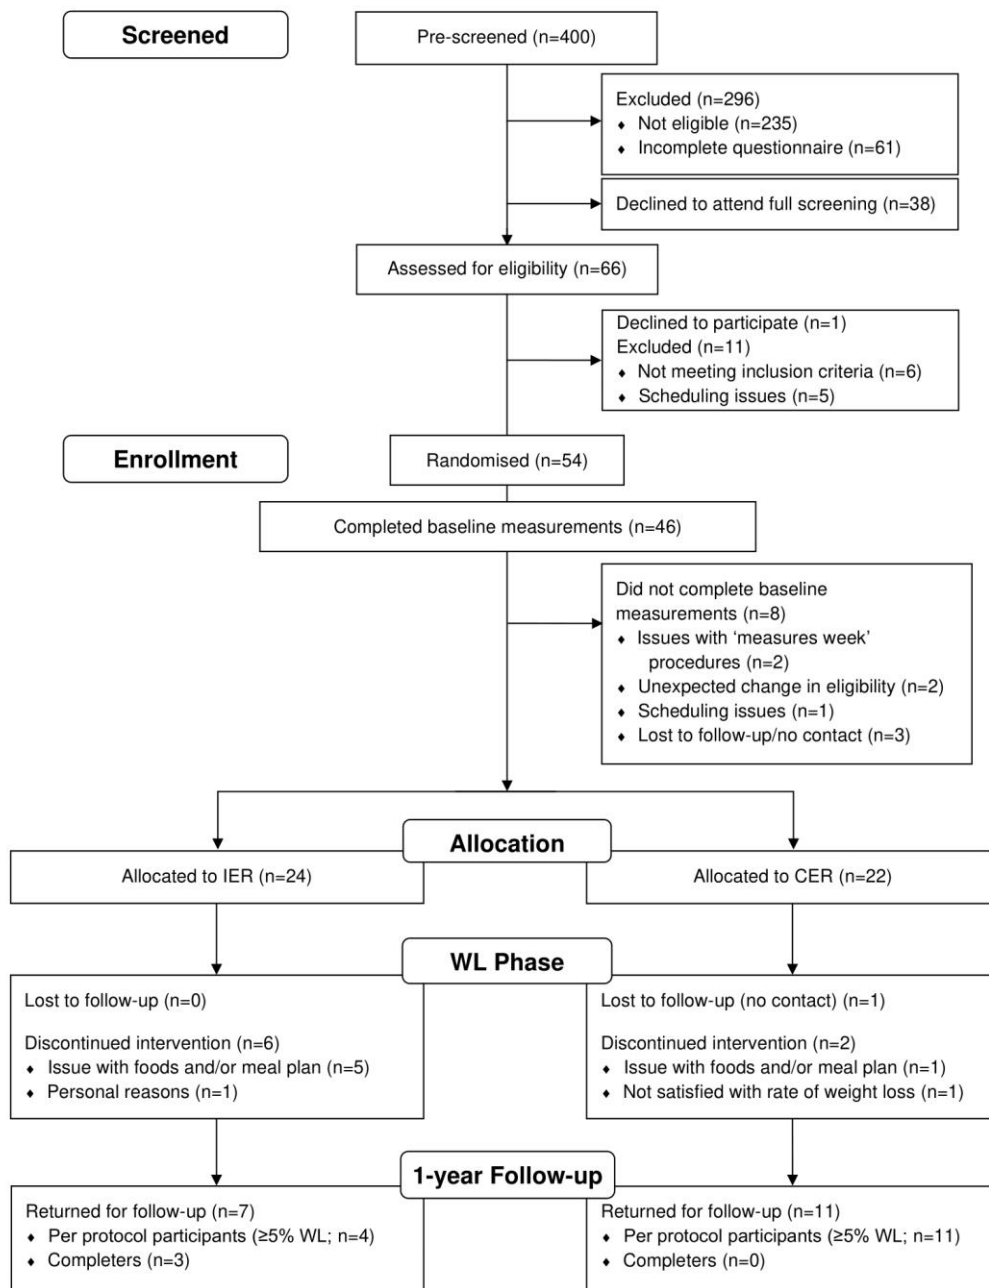 Screened
Pre-screened (n=400)
Excluded (n=296)
♦ Not eligible (n=235)
♦ Incomplete questionnaire (n=61)
Declined to attend full screening (n=38)
Assessed for eligibility (n=66)
Declined to participate (n=1)
Excluded (n=11)
♦ Not meeting inclusion criteria (n=6)
♦ Scheduling issues (n=5)
Enrollment
Randomised (n=54)
Completed baseline measurements (n=46)
Did not complete baseline
measurements (n=8)
♦ Issues with ‘measures week’
procedures (n=2)
♦ Unexpected change in eligibility (n=2)
♦ Scheduling issues (n=1)
♦ Lost to follow-up/no contact (n=3)
Allocation
Allocated to IER (n=24)
Allocated to CER (n=22)
WL Phase
Lost to follow-up (n=0)
Discontinued intervention (n=6)
♦ Issue with foods and/or meal plan (n=5)
♦ Personal reasons (n=1)
Lost to follow-up (no contact) (n=1)
Discontinued intervention (n=2)
♦ Issue with foods and/or meal plan (n=1)
♦ Not satisfied with rate of weight loss (n=1)
1-year Follow-up
Returned for follow-up (n=7)
♦ Per protocol participants (≥5% WL; n=4)
♦ Completers (n=3)
Returned for follow-up (n=11)
♦ Per protocol participants (≥5% WL; n=11)
♦ Completers (n=0)